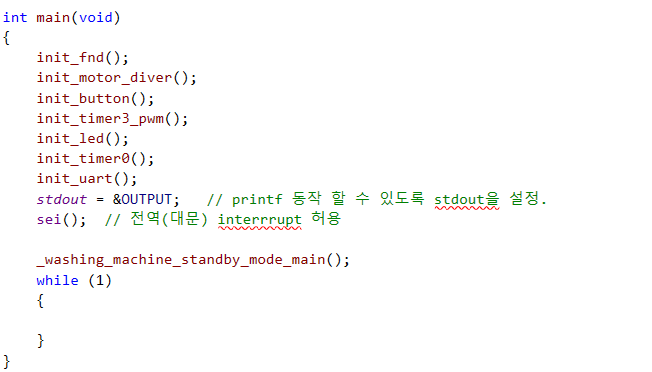 int main(void)
{
    init_fnd();
    init_motor_diver();
    init_button();
    init_timer3_pwm();
    init_led();
    init_timer0();
    init_uart();
    stdout = &OUTPUT;   // printf 동작 할 수 있도록 stdout을 설정.
    sei();  // 전역(대문) interrrupt 허용
    _washing_machine_standby_mode_main();
    while (1)
    {
    }
}